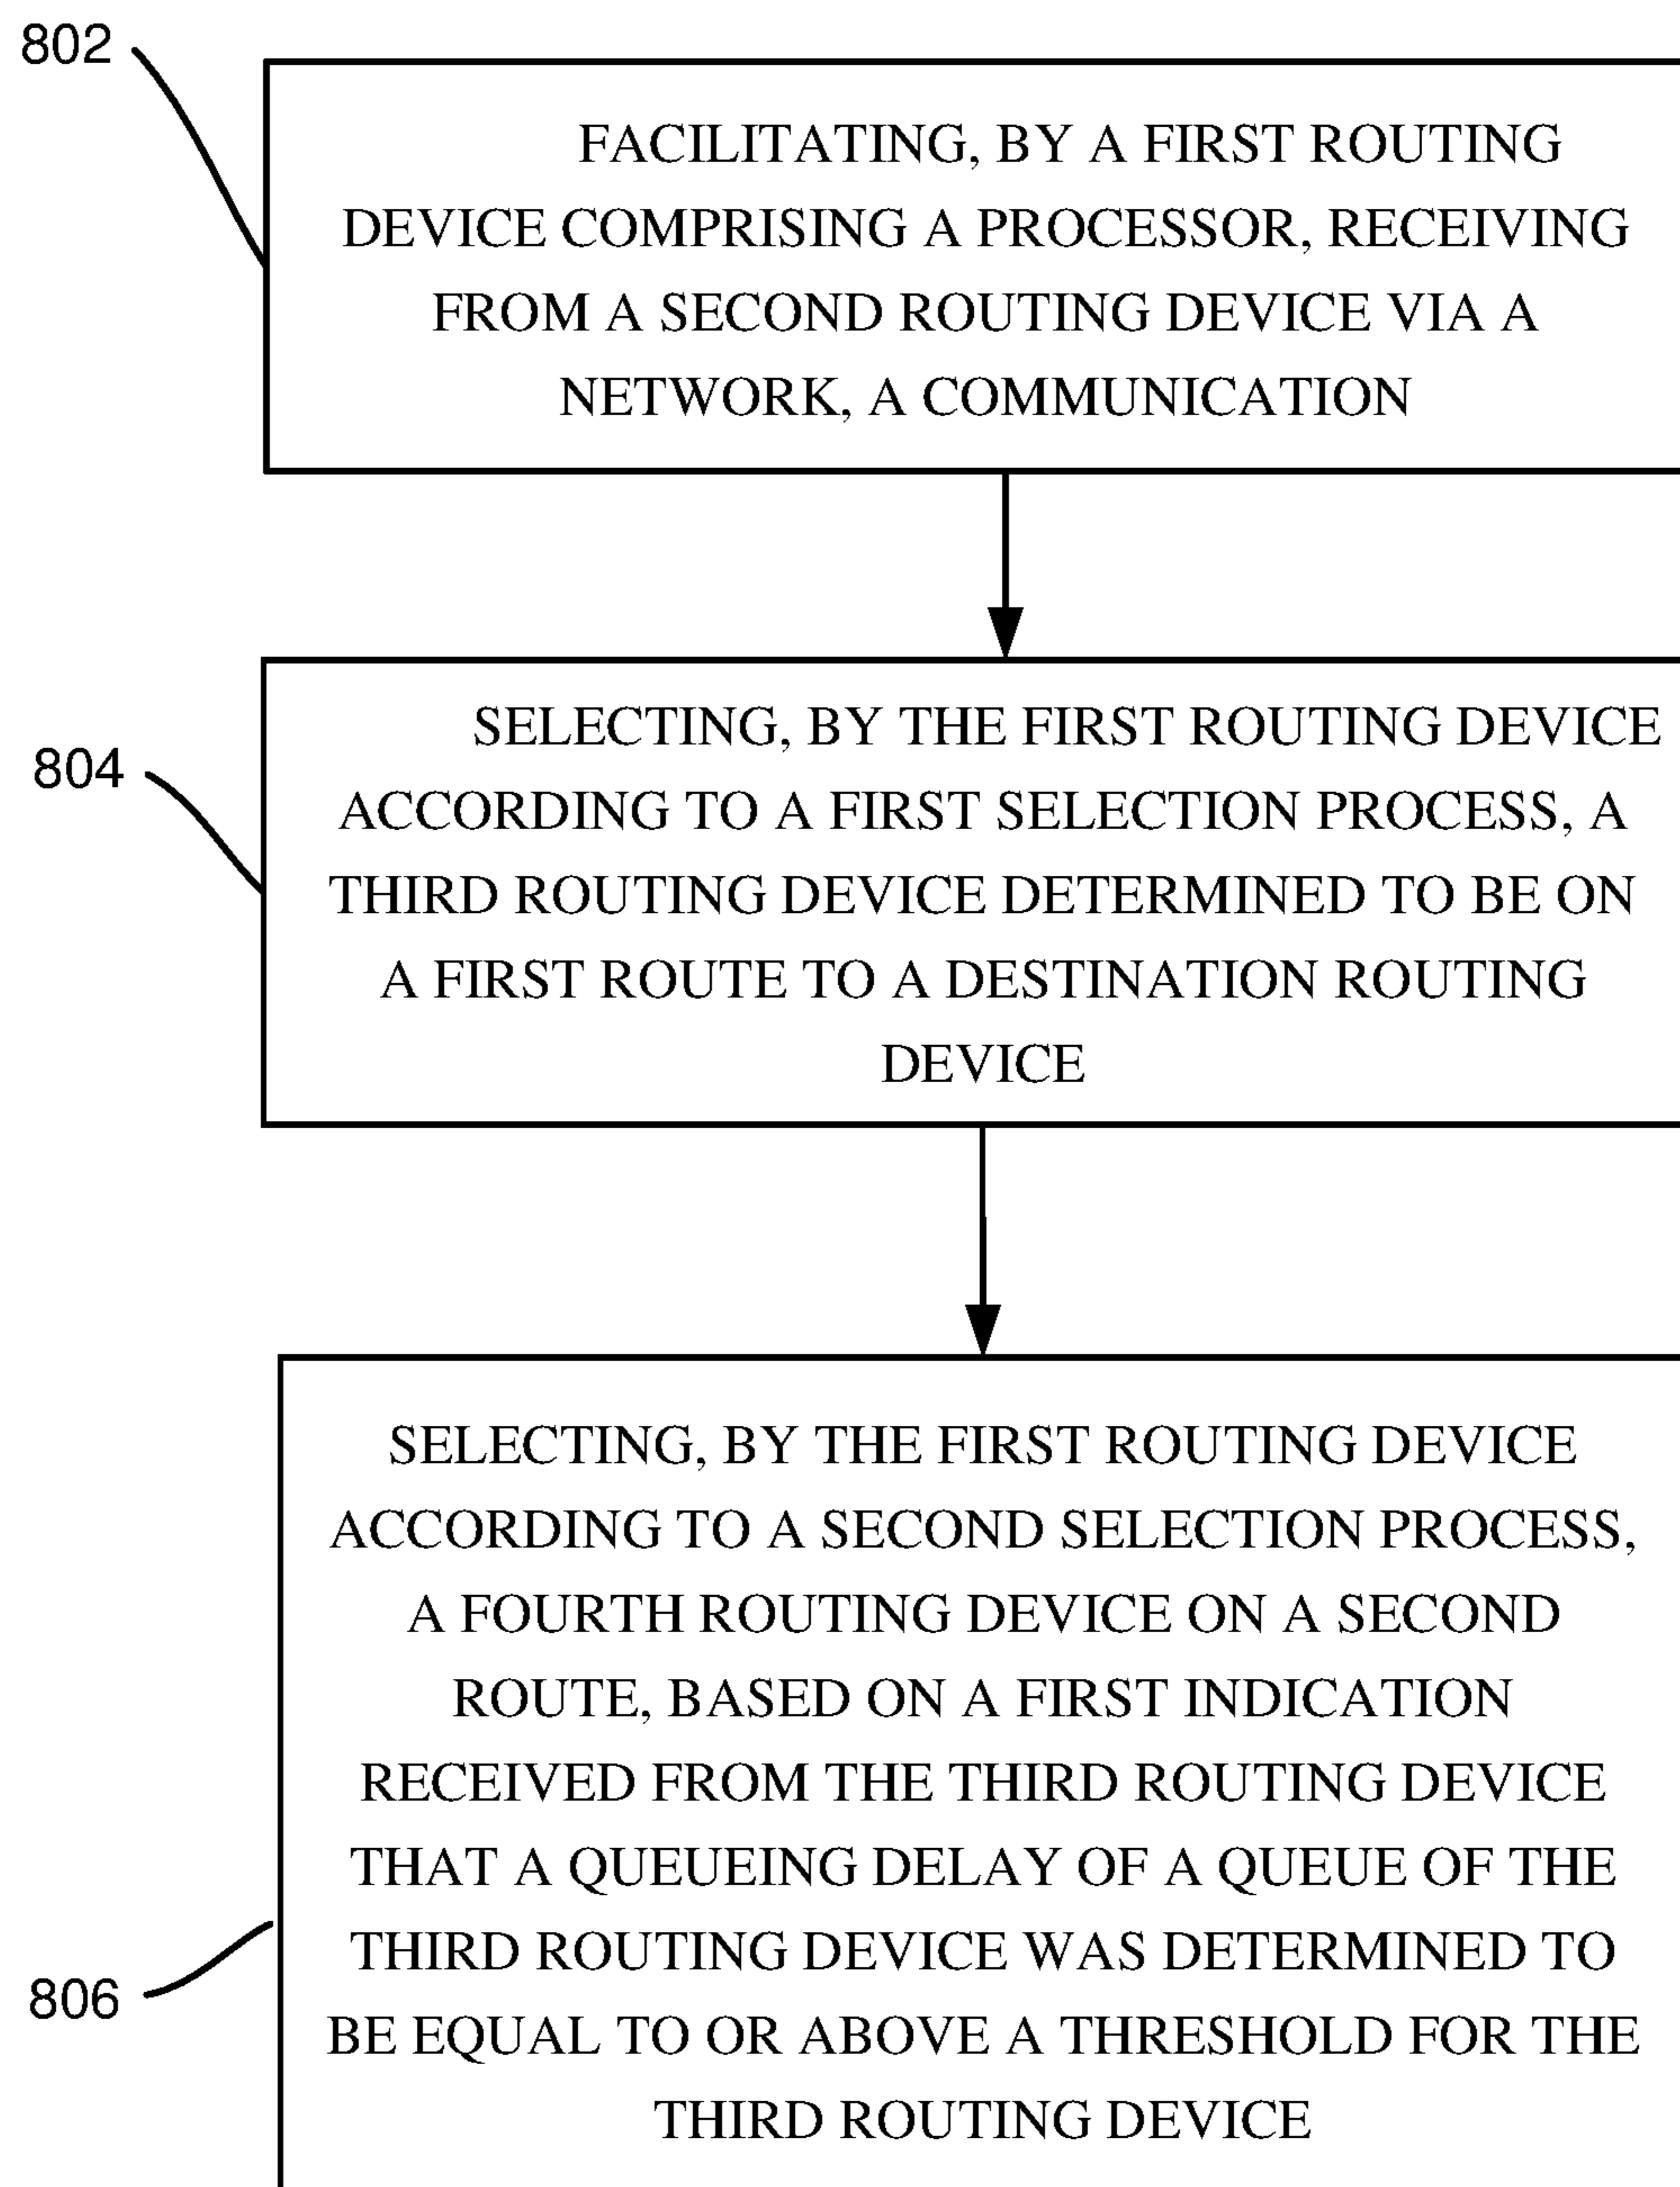 802
FACILITATING, BY A FIRST ROUTING
DEVICE COMPRISING A PROCESSOR, RECEIVING
FROM A SECOND ROUTING DEVICE VIA A
NETWORK, A COMMUNICATION
804
SELECTING, BY THE FIRST ROUTING DEVICE
ACCORDING TO A FIRST SELECTION PROCESS, A
THIRD ROUTING DEVICE DETERMINED TO BE ON
A FIRST ROUTE TO A DESTINATION ROUTING
DEVICE
806
SELECTING, BY THE FIRST ROUTING DEVICE
ACCORDING TO A SECOND SELECTION PROCESS,
A FOURTH ROUTING DEVICE ON A SECOND
ROUTE, BASED ON A FIRST INDICATION
RECEIVED FROM THE THIRD ROUTING DEVICE
THAT A QUEUEING DELAY OF A QUEUE OF THE
THIRD ROUTING DEVICE WAS DETERMINED TO
BE EQUAL TO OR ABOVE A THRESHOLD FOR THE
THIRD ROUTING DEVICE